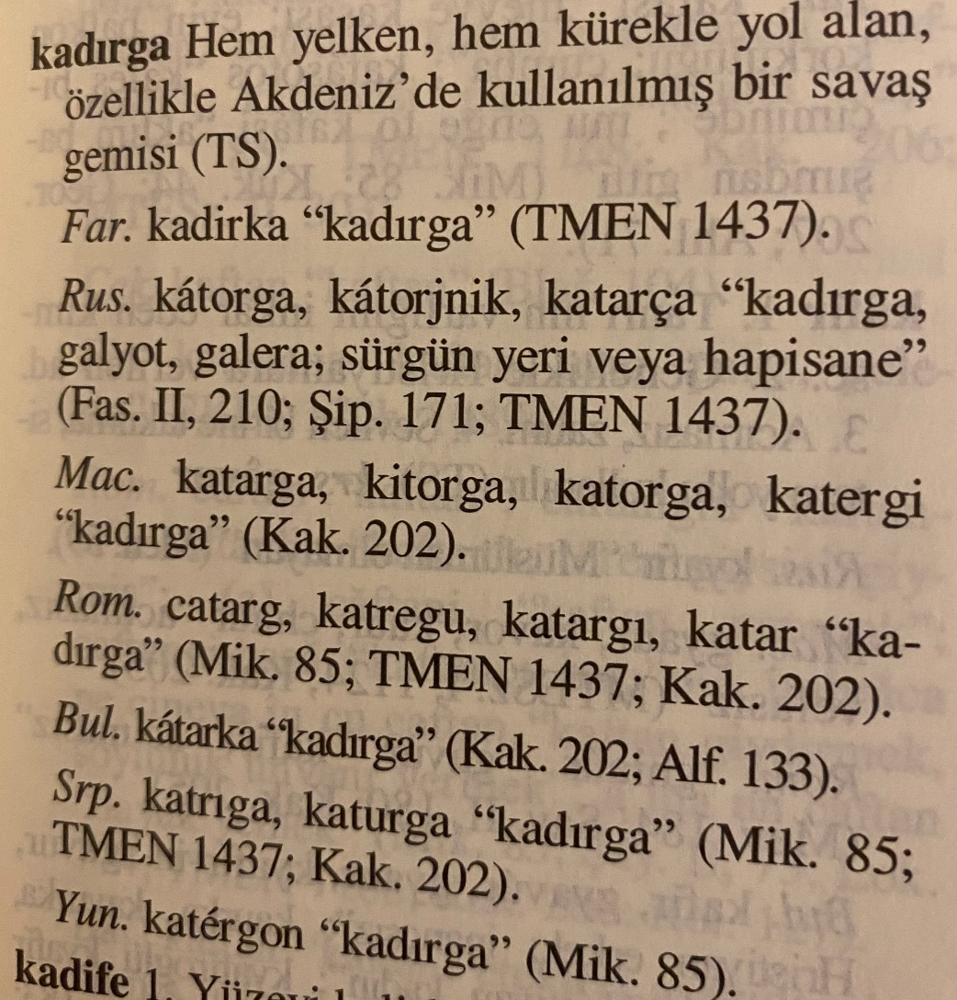 kadırga Hem yelken, hem kürekle yol alan,
özellikle Akdeniz’de kullanılmış bir savaş
gemisi (TS).
Far. kadirka “kadırga” (TMEN 1437).
Rus. kátorga, kátorjnik, katarça “kadırga,
galyot, galera; sürgün yeri veya hapisane”
(Fas. II, 210; Şip. 171; TMEN 1437).
Mac. katarga, kitorga, katorga, katergi
“kadırga” (Kak. 202).
Rom. catarg, katregu, katargı, katar “ka-
dırga” (Mik. 85; TMEN 1437; Kak. 202).
Bul. kátarka “kadırga” (Kak. 202; Alf. 133).
Srp. katrıga, katurga “kadırga” (Mik. 85;
TMEN 1437; Kak. 202).
Yun. katérgon “kadırga” (Mik. 85).
kadife 1.